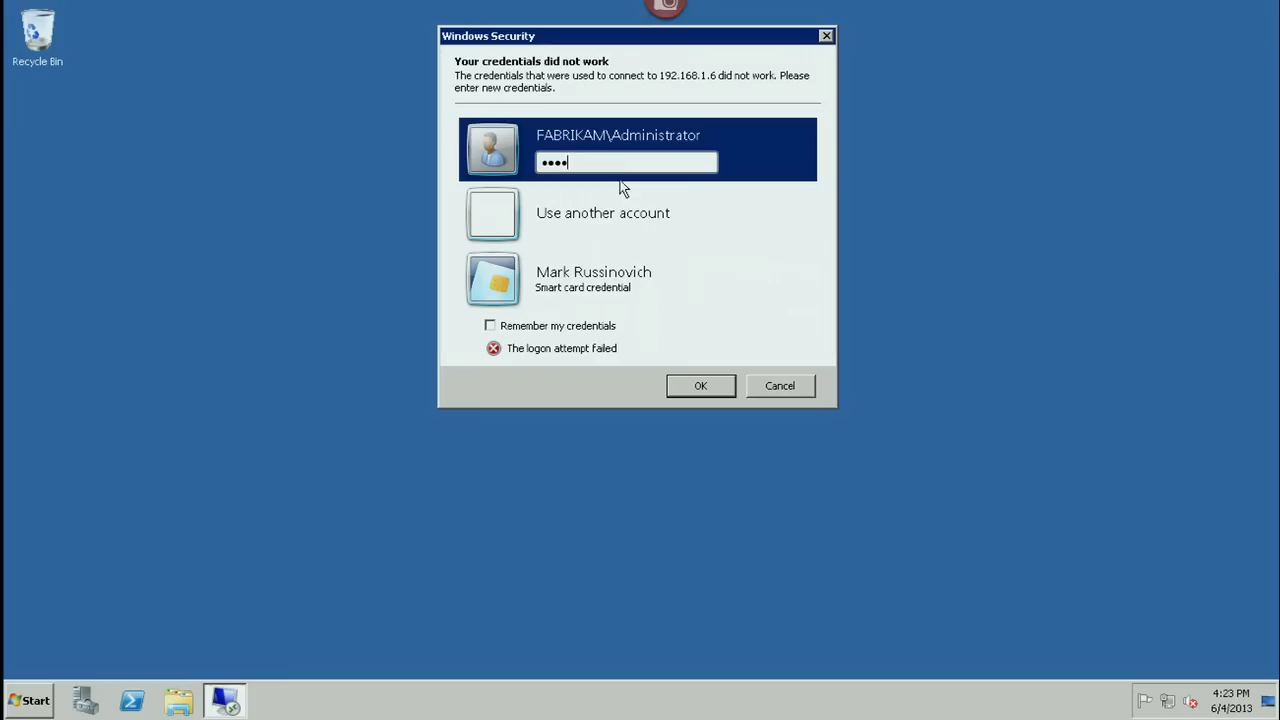 Recycle Bin
Windows Security
Your credentials did not work
The credentials that were used to connect to 192.168.1.6 did not work. Please
enter new credentials.
FABRIKAM\Administrator
Use another account
Mark Russinovich
Smart card credential
Remember my credentials
The logon attempt failed
OK
Cancel
Start
4:23 PM
6/4/2013